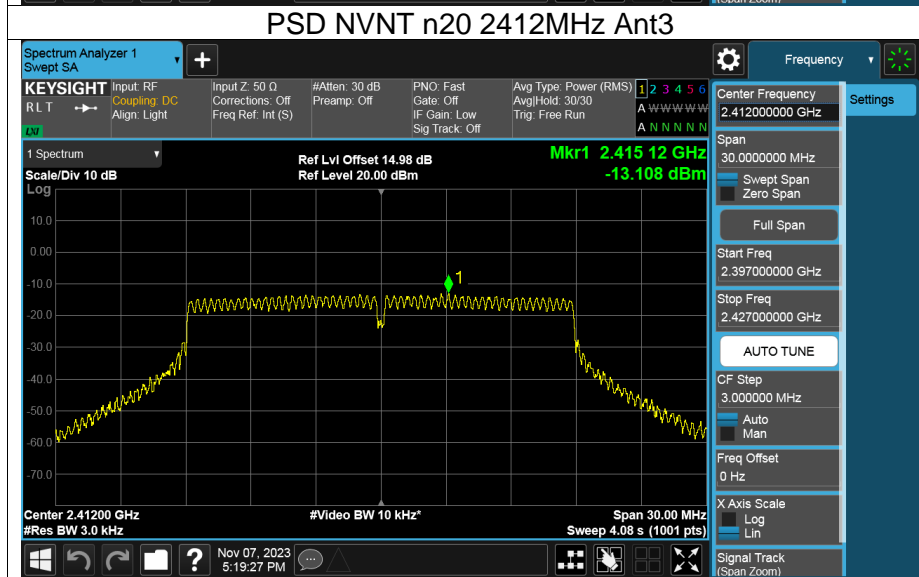 (Span Zoom)
PSD NVNT n20 2412MHz Ant3
Spectrum Analyzer 1
Swept SA
+
Frequency
KEYSIGHT
RLT
LXI
Input: RF
Coupling: DC
Align: Light
Input Z: 50 Ω
Corrections: Off
Freq Ref: Int (S)
#Atten: 30 dB
Preamp: Off
PNO: Fast
Gate: Off
IF Gain: Low
Sig Track: Off
Avg Type: Power (RMS)
Avg|Hold: 30/30
Trig: Free Run
1 2 3 4 5 6
A W W W W W
A N N N N N
Center Frequency
2.412000000 GHz
Settings
Span
30.0000000 MHz
Swept Span
Zero Span
Full Span
Start Freq
2.397000000 GHz
Stop Freq
2.427000000 GHz
AUTO TUNE
CF Step
3.000000 MHz
Auto
Man
Freq Offset
0 Hz
X Axis Scale
Log
Lin
Signal Track
(Span Zoom)
1 Spectrum
Scale/Div 10 dB
Log
Ref Lvl Offset 14.98 dB
Ref Level 20.00 dBm
Mkr1 2.415 12 GHz
-13.108 dBm
10.0
0.00
-10.0
-20.0
-30.0
-40.0
-50.0
-60.0
-70.0
1
Center 2.41200 GHz
#Res BW 3.0 kHz
#Video BW 10 kHz*
Span 30.00 MHz
Sweep 4.08 s (1001 pts)
?
Nov 07, 2023
5:19:27 PM